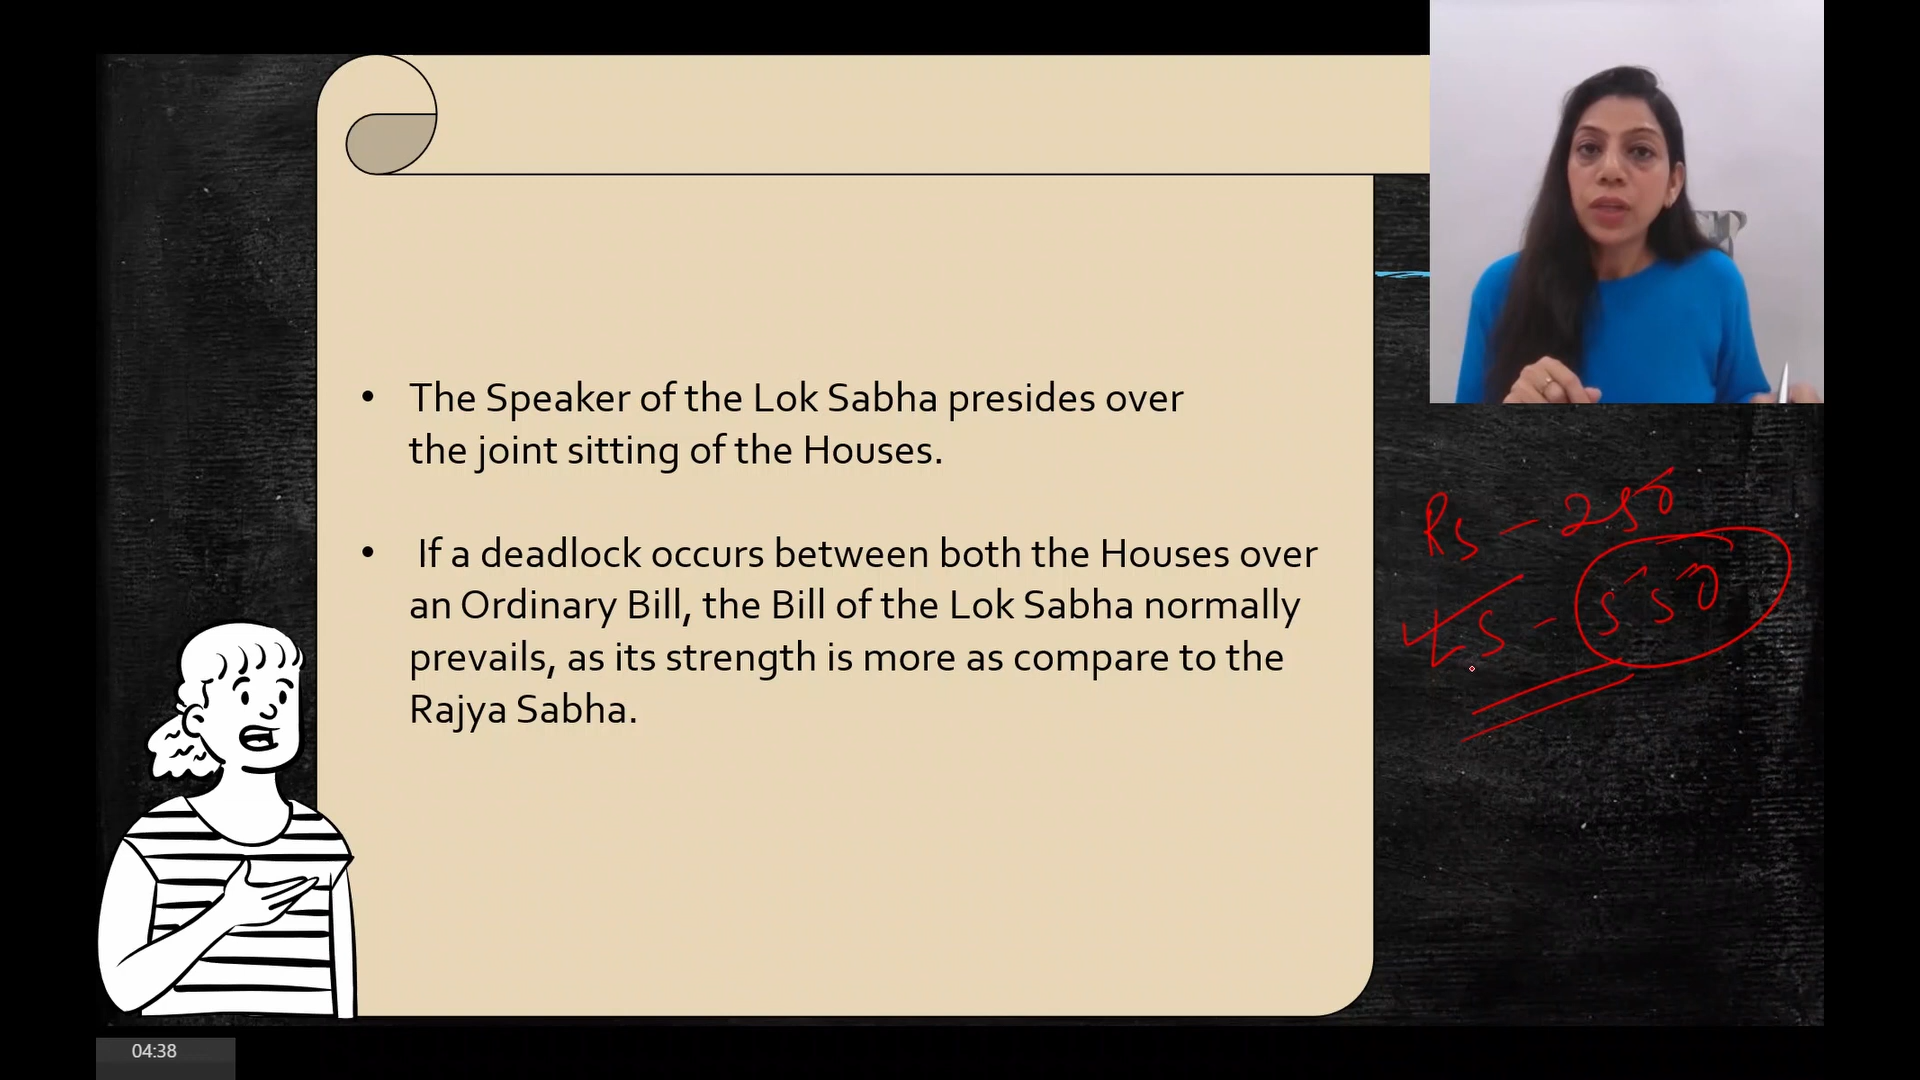 • The Speaker of the Lok Sabha presides over
the joint sitting of the Houses.
• If a deadlock occurs between both the Houses over
an Ordinary Bill, the Bill of the Lok Sabha normally
prevails, as its strength is more as compare to the
Rajya Sabha.
RS - 250
LS - 550
04:38